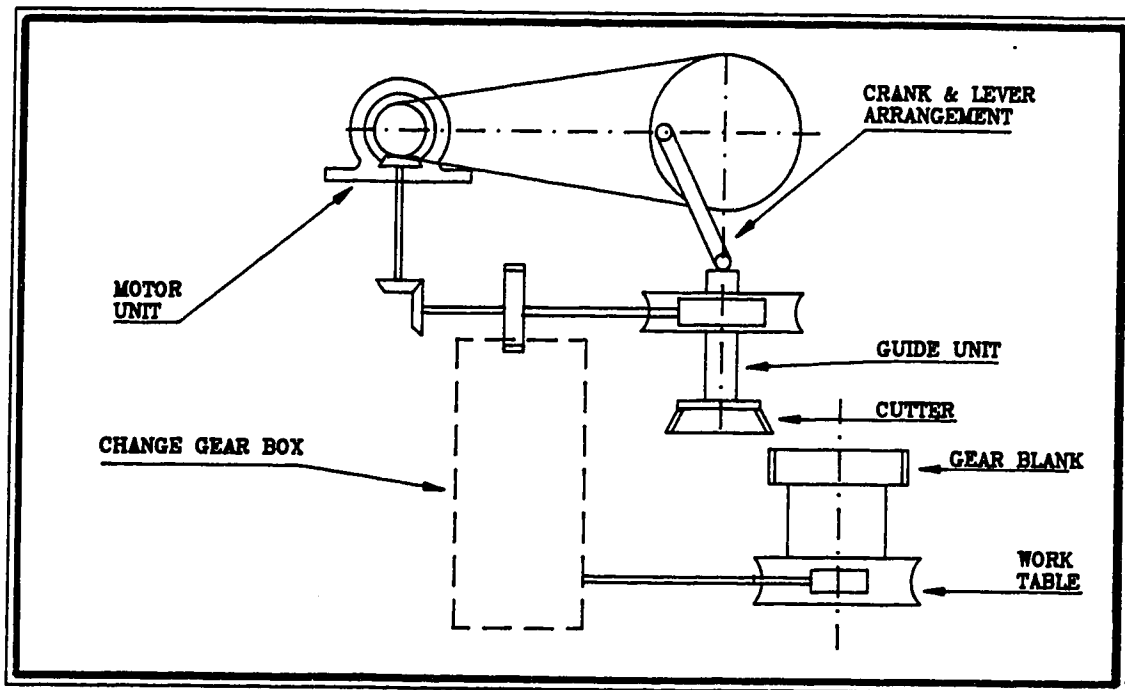 CRANK & LEVER
ARRANGEMENT
MOTOR
UNIT
GUIDE UNIT
CUTTER
CHANGE GEAR BOX
GEAR BLANK
WORK
TABLE